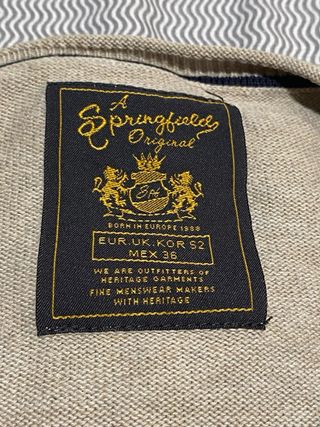 A
Springfield
Original
Spf
BORN IN EUROPE 1988
EUR.UK.KOR S2
MEX 36
WE ARE OUTFITTERS OF
HERITAGE GARMENTS
FINE MENSWEAR MAKERS
WITH HERITAGE